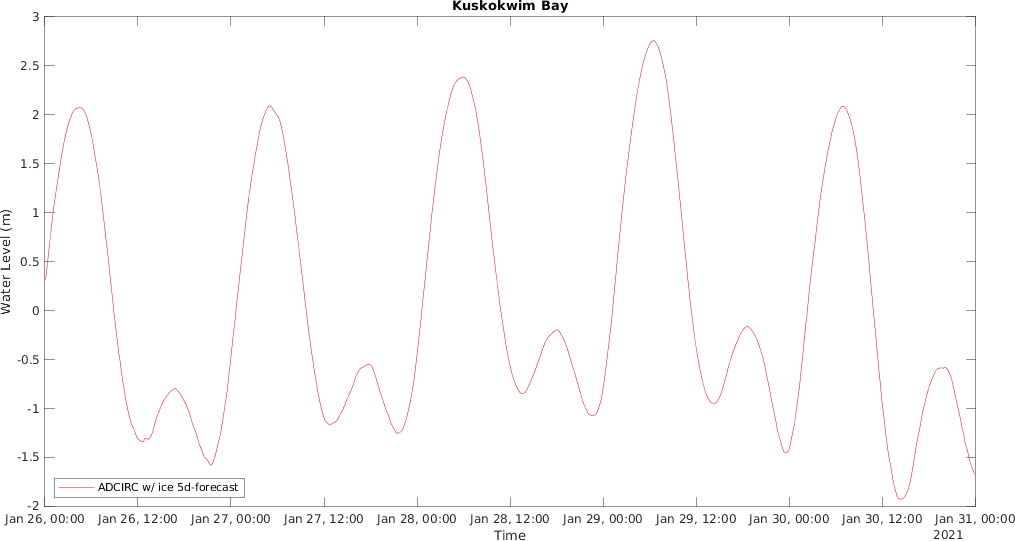 Kuskokwim Bay
3
2.5
2
1.5
1
0.5
0
-0.5
-1
-1.5
-2
Water Level (m)
ADCIRC w/ ice 5d-forecast
Jan 26, 00:00 Jan 26, 12:00 Jan 27, 00:00 Jan 27, 12:00 Jan 28, 00:00 Jan 28, 12:00 Jan 29, 00:00 Jan 29, 12:00 Jan 30, 00:00 Jan 30, 12:00 Jan 31, 00:00
Time
2021